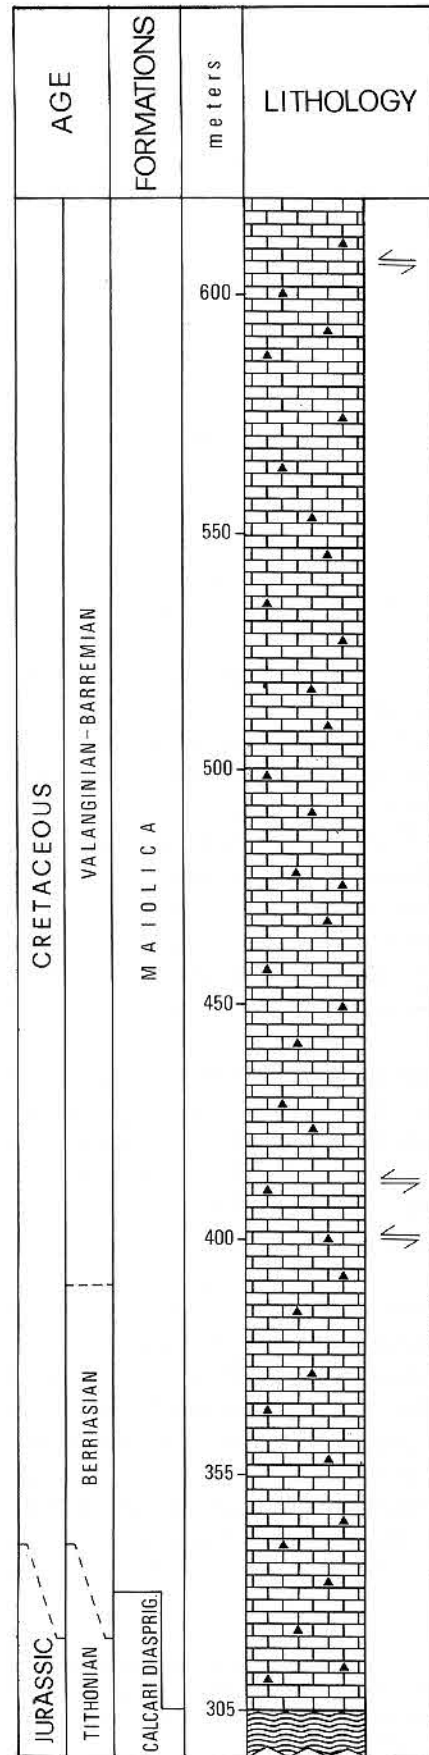 AGE
FORMATIONS
meters
LITHOLOGY
600
550
500
450
400
355
305
CRETACEOUS
JURASSIC
VALANGINIAN-BARREMIAN
BERRIASIAN
TITHONIAN
MAIOLICA
CALCARI DIASPRIG.